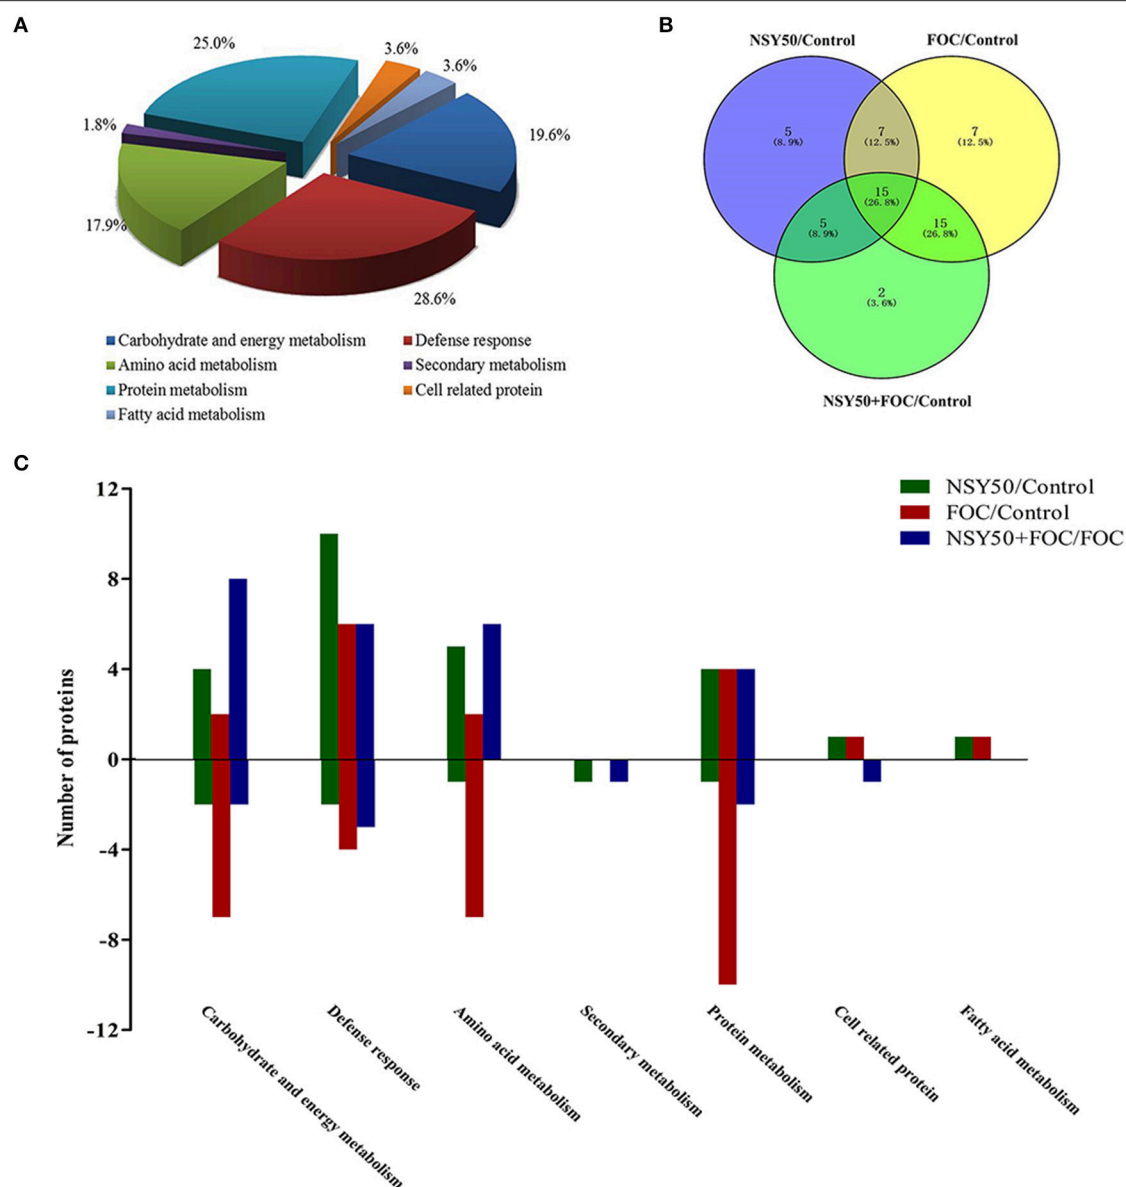 A
25.0%
3.6%
3.6%
19.6%
1.8%
17.9%
28.6%
Carbohydrate and energy metabolism
Defense response
Amino acid metabolism
Secondary metabolism
Protein metabolism
Cell related protein
Fatty acid metabolism
B
NSY50/Control
FOC/Control
5
(8.9%)
7
(12.5%)
7
(12.5%)
15
(26.8%)
5
(8.9%)
15
(26.8%)
2
(3.6%)
NSY50+FOC/Control
C
NSY50/Control
FOC/Control
NSY50+FOC/FOC
Number of proteins
12
8
4
0
-4
-8
-12
Carbohydrate and energy metabolism
Defense response
Amino acid metabolism
Secondary metabolism
Protein metabolism
Cell related protein
Fatty acid metabolism